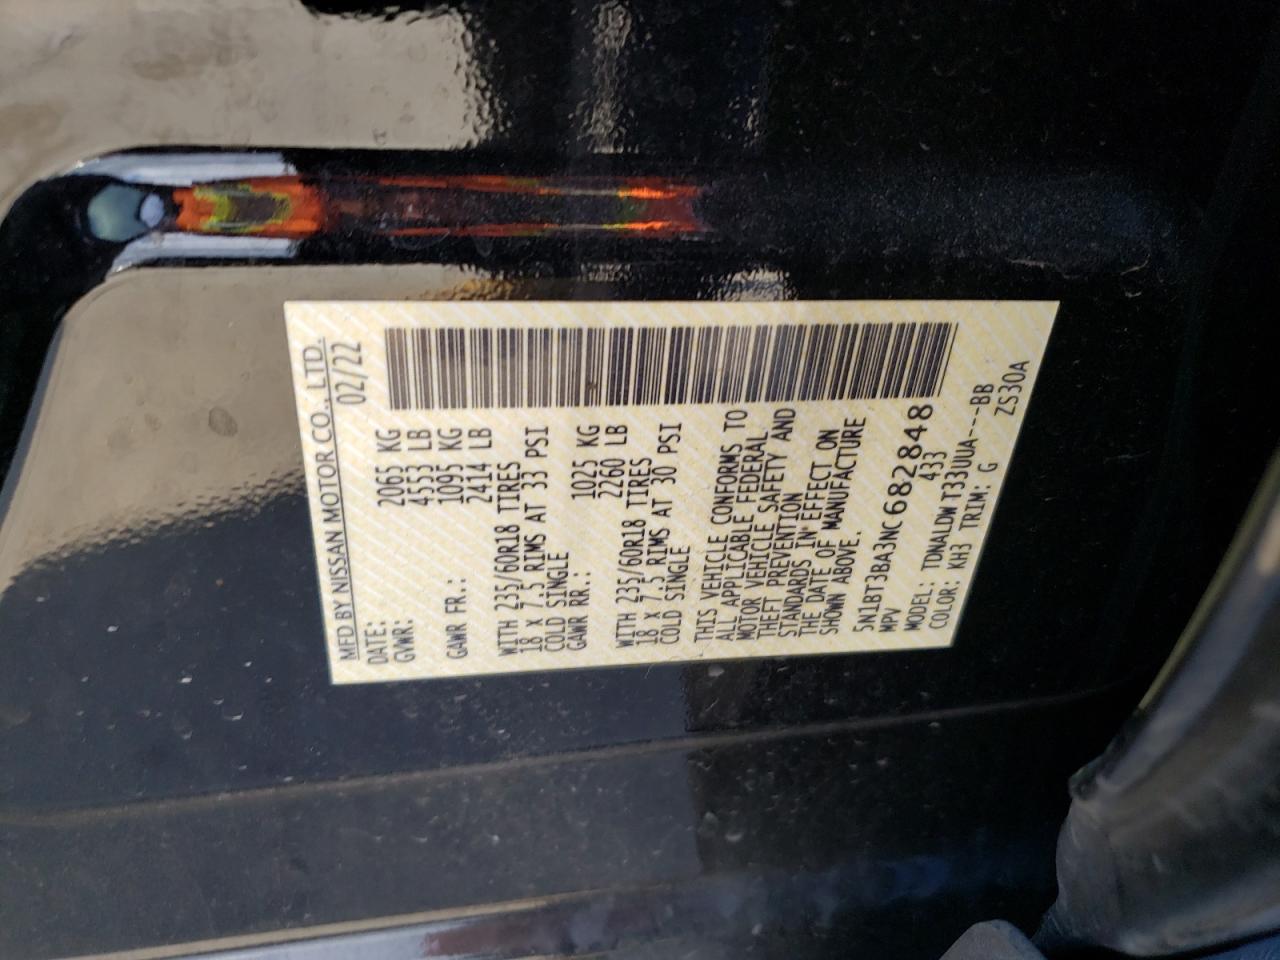 MFD BY NISSAN MOTOR CO., LTD.
DATE: 02/22
GVWR: 2065 KG
4553 LB
GAWR FR.: 1095 KG
2414 LB
WITH 235/60R18 TIRES
18 X 7.5 RIMS AT 33 PSI
COLD SINGLE
GAWR RR.: 1025 KG
2260 LB
WITH 235/60R18 TIRES
18 X 7.5 RIMS AT 30 PSI
COLD SINGLE
THIS VEHICLE CONFORMS TO
ALL APPLICABLE FEDERAL
MOTOR VEHICLE SAFETY AND
THEFT PREVENTION
STANDARDS IN EFFECT ON
THE DATE OF MANUFACTURE
SHOWN ABOVE.
5N1BT3BA3NC682848
MPV 433
MODEL: TDNALDW T33UUA----BB
COLOR: KH3 TRIM: G ZS30A